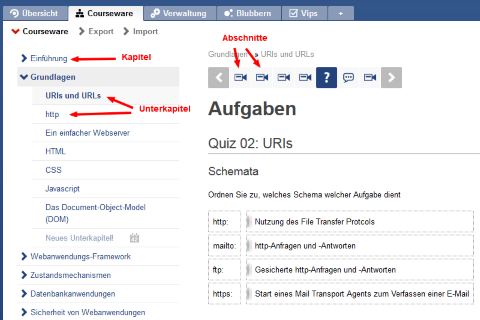 Übersicht Courseware Verwaltung Blubbern Vips +
Courseware Export Import
Abschnitte
Einführung Kapitel
Grundlagen
URIs und URLs
Unterkapitel
http
Ein einfacher Webserver
HTML
CSS
Javascript
Das Document-Object-Model
(DOM)
Neues Unterkapitel!
Webanwendungs-Framework
Zustandsmechanismen
Datenbankanwendungen
Sicherheit von Webanwendungen
Grundlagen » URIs und URLs
?
Aufgaben
Quiz 02: URIs
Schemata
Ordnen Sie zu, welches Schema welcher Aufgabe dient
http: Nutzung des File Transfer Protcols
mailto: http-Anfragen und -Antworten
ftp: Gesicherte http-Anfragen und -Antworten
https: Start eines Mail Transport Agents zum Verfassen einer E-Mail